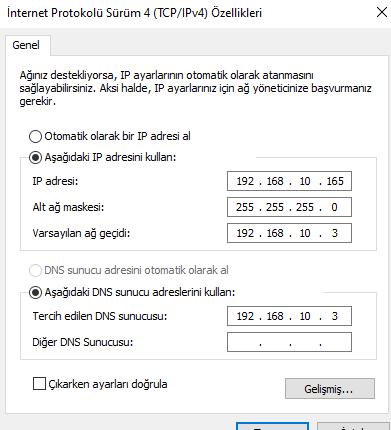 İnternet Protokolü Sürüm 4 (TCP/IPv4) Özellikleri
Genel
Ağınız destekliyorsa, IP ayarlarının otomatik olarak atanmasını
sağlayabilirsiniz. Aksi halde, IP ayarlarınız için ağ yöneticinize başvurmanız
gerekir.
Otomatik olarak bir IP adresi al
Aşağıdaki IP adresini kullan:
IP adresi: 192 . 168 . 10 . 165
Alt ağ maskesi: 255 . 255 . 255 . 0
Varsayılan ağ geçidi: 192 . 168 . 10 . 3
DNS sunucu adresini otomatik olarak al
Aşağıdaki DNS sunucu adreslerini kullan:
Tercih edilen DNS sunucusu: 192 . 168 . 10 . 3
Diğer DNS Sunucusu: . . .
Çıkarken ayarları doğrula
Gelişmiş...